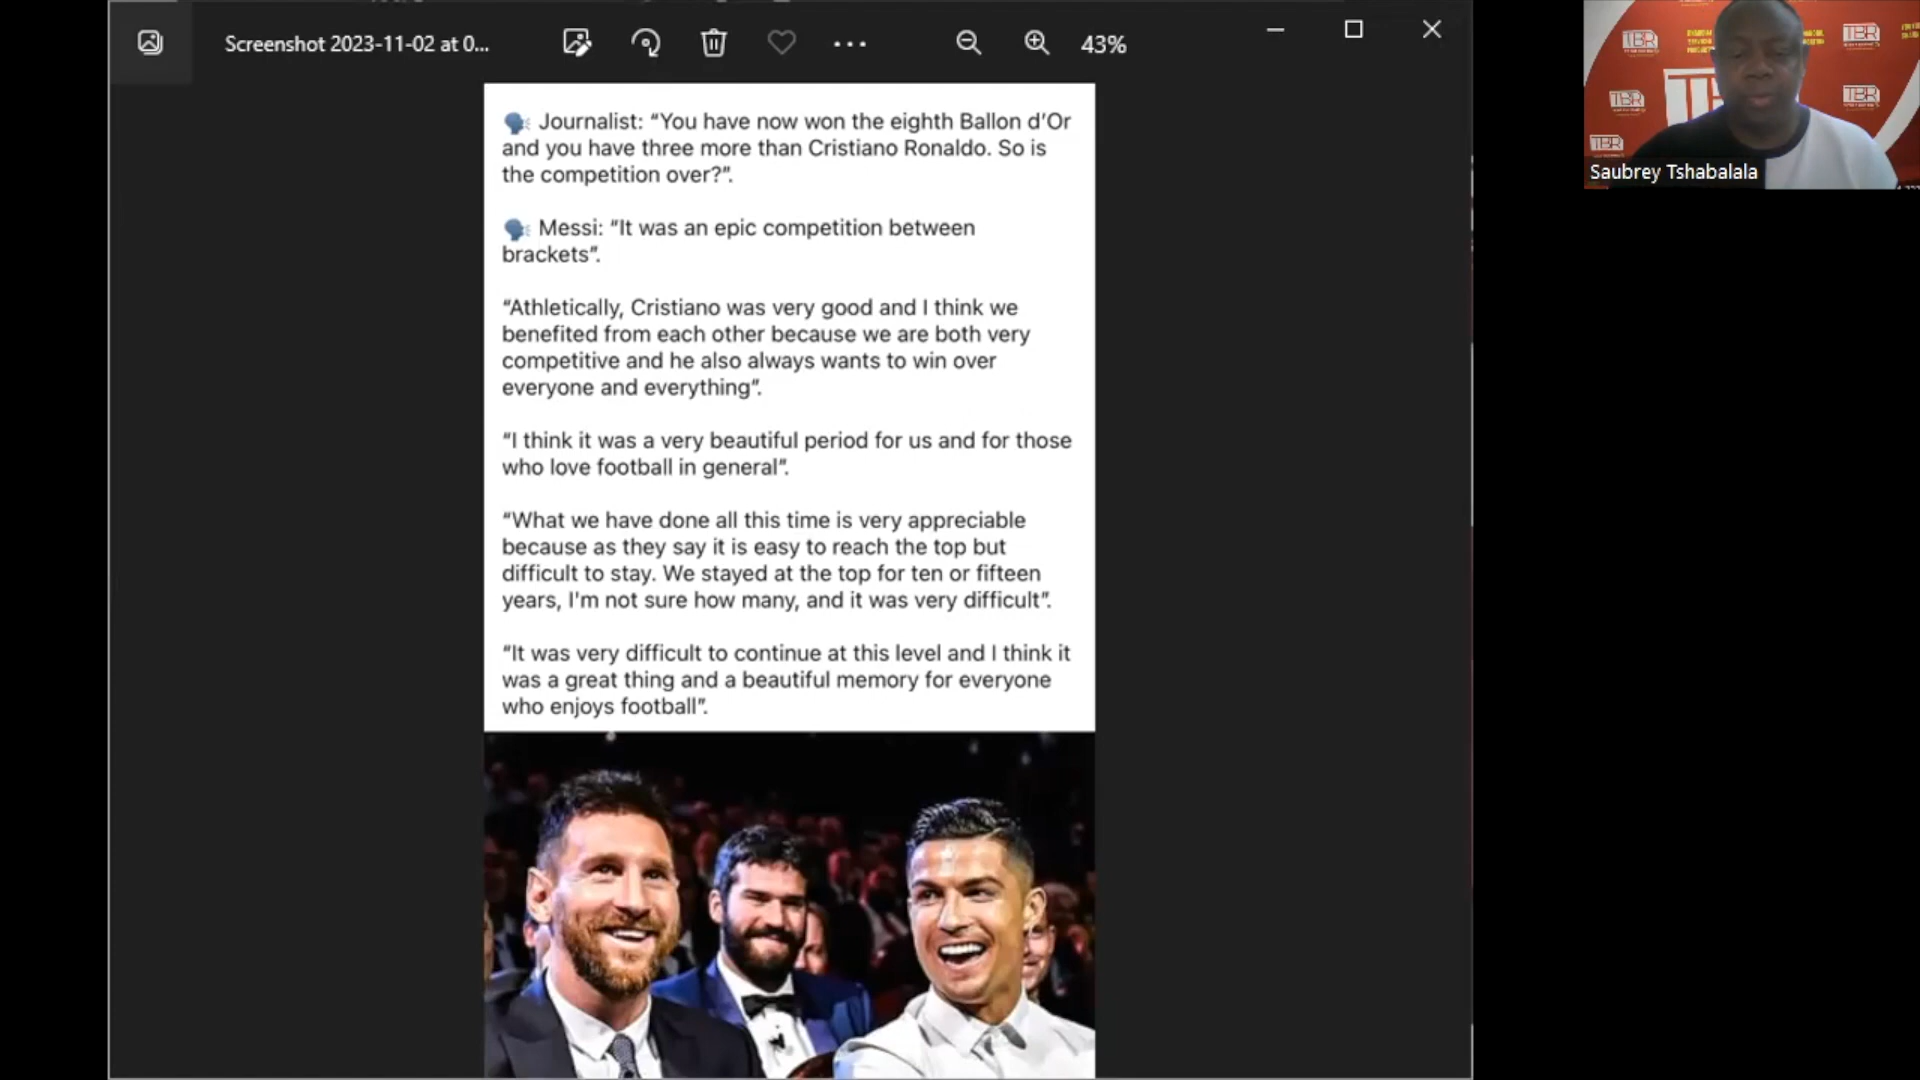 Screenshot 2023-11-02 at 0...
43%
Journalist: “You have now won the eighth Ballon d’Or
and you have three more than Cristiano Ronaldo. So is
the competition over?”.
Messi: “It was an epic competition between
brackets”.
“Athletically, Cristiano was very good and I think we
benefited from each other because we are both very
competitive and he also always wants to win over
everyone and everything”.
“I think it was a very beautiful period for us and for those
who love football in general”.
“What we have done all this time is very appreciable
because as they say it is easy to reach the top but
difficult to stay. We stayed at the top for ten or fifteen
years, I'm not sure how many, and it was very difficult”.
“It was very difficult to continue at this level and I think it
was a great thing and a beautiful memory for everyone
who enjoys football”.
TBR
TBR
TBR
TBR
TBR
Saubrey Tshabalala